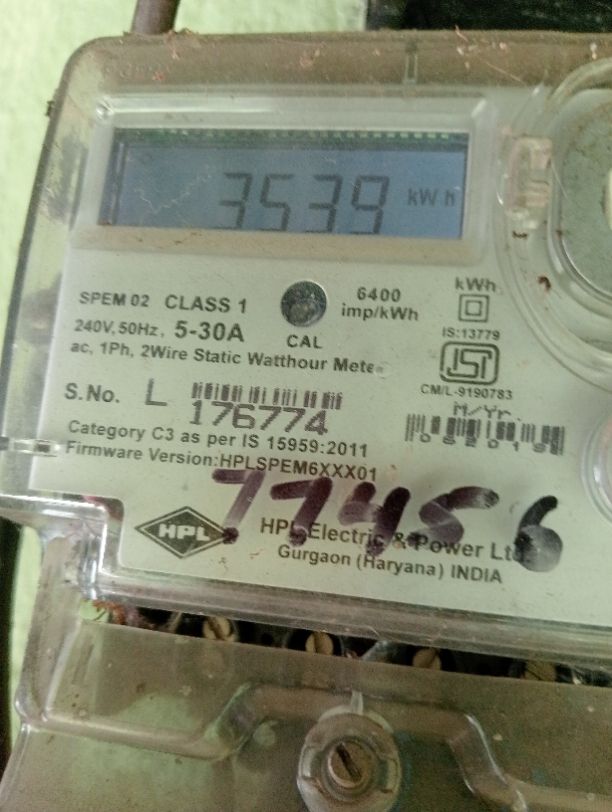 3539 kWh
SPEM 02 CLASS 1
240V, 50Hz, 5-30A
ac, 1Ph, 2Wire Static Watthour Mete
CAL
6400
imp/kWh
kWh
IS:13779
ISI
CM/L-9190783
M/Yr.
S.No. L 176774
Category C3 as per IS 15959:2011
Firmware Version:HPLSPEM6XXX01
77456
HPL
HPL Electric & Power Ltd.
Gurgaon (Haryana) INDIA